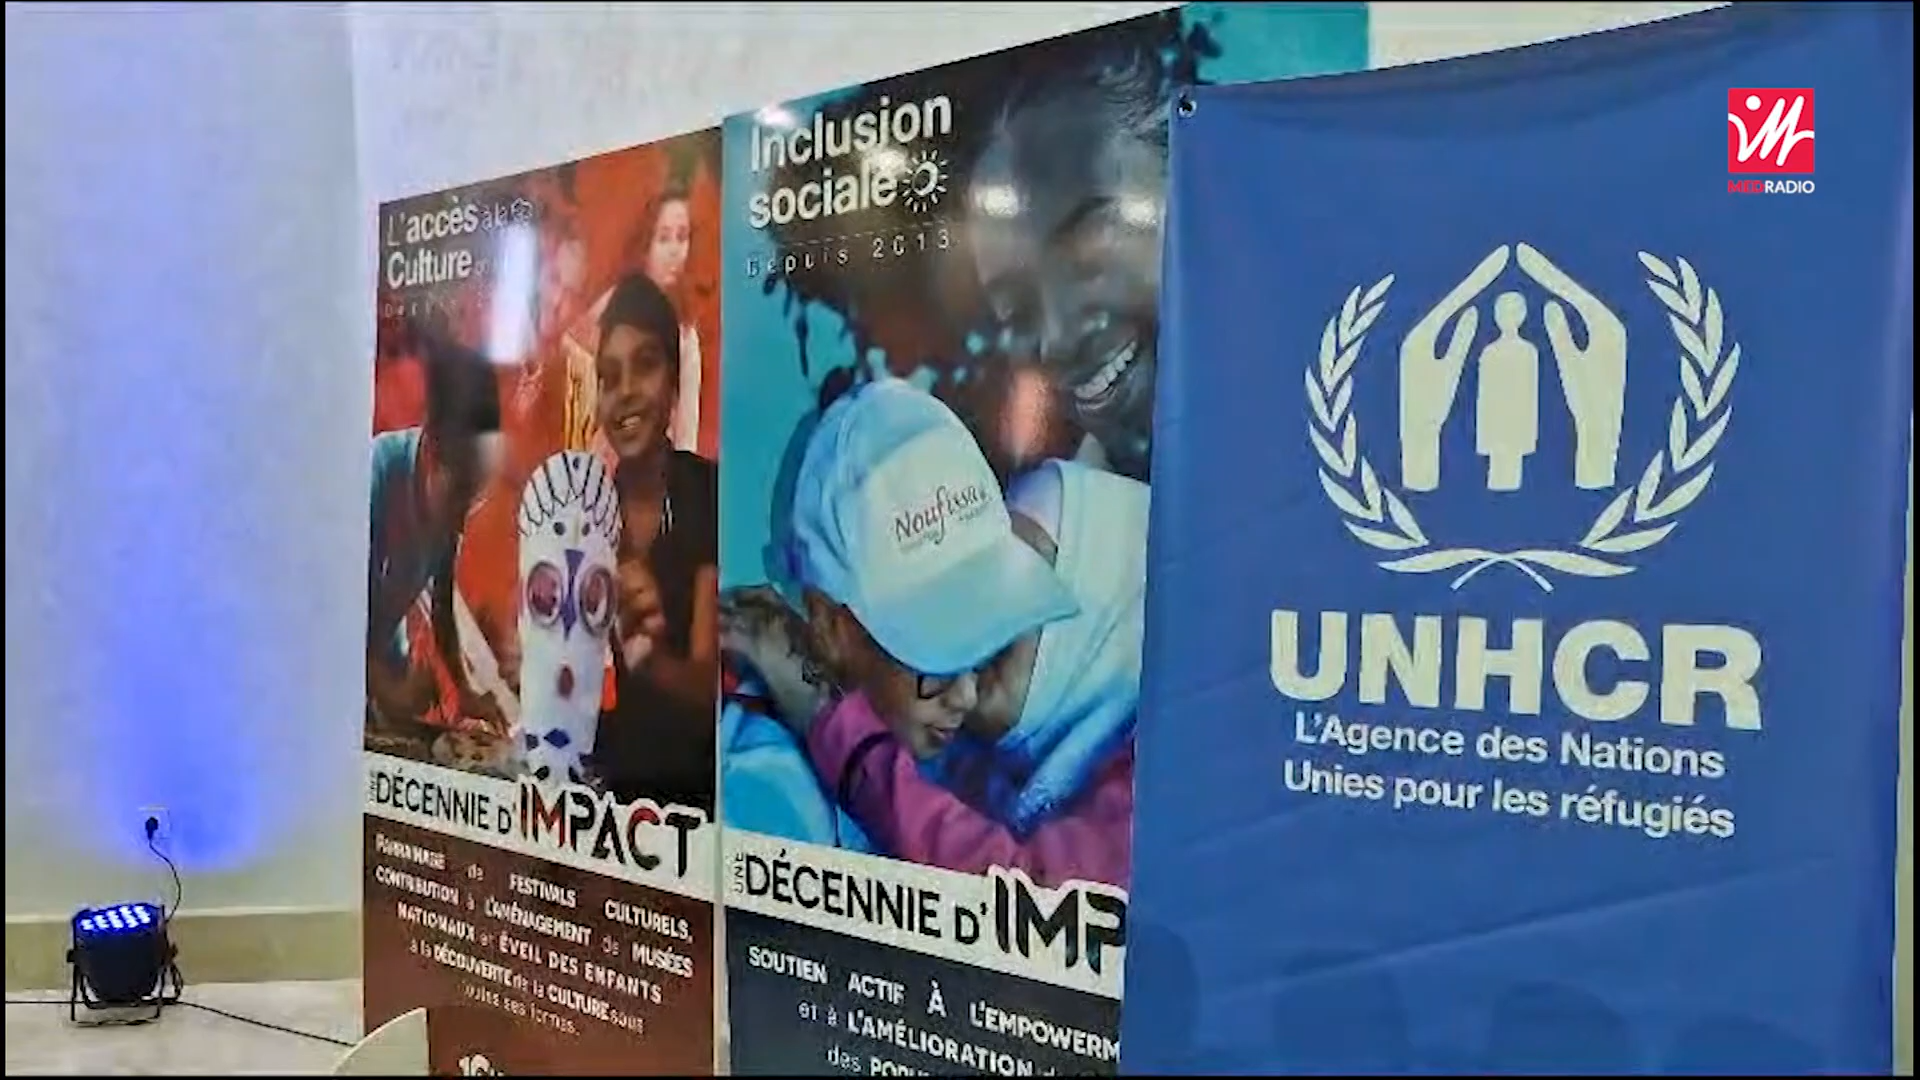 MEDRADIO
L'accès à la
Culture
Inclusion
sociale
Depuis 2013
Noufissa
UNE DÉCENNIE D'IMPACT
PARRAINAGE de FESTIVALS CULTURELS,
CONTRIBUTION à L'AMÉNAGEMENT de MUSÉES
NATIONAUX et ÉVEIL DES ENFANTS
à la DÉCOUVERTE de la CULTURE sous
toutes ses formes.
UNE DÉCENNIE D'IMP
SOUTIEN ACTIF À L'EMPOWERM
et à L'AMÉLIORATION
des POPU
UNHCR
L'Agence des Nations
Unies pour les réfugiés